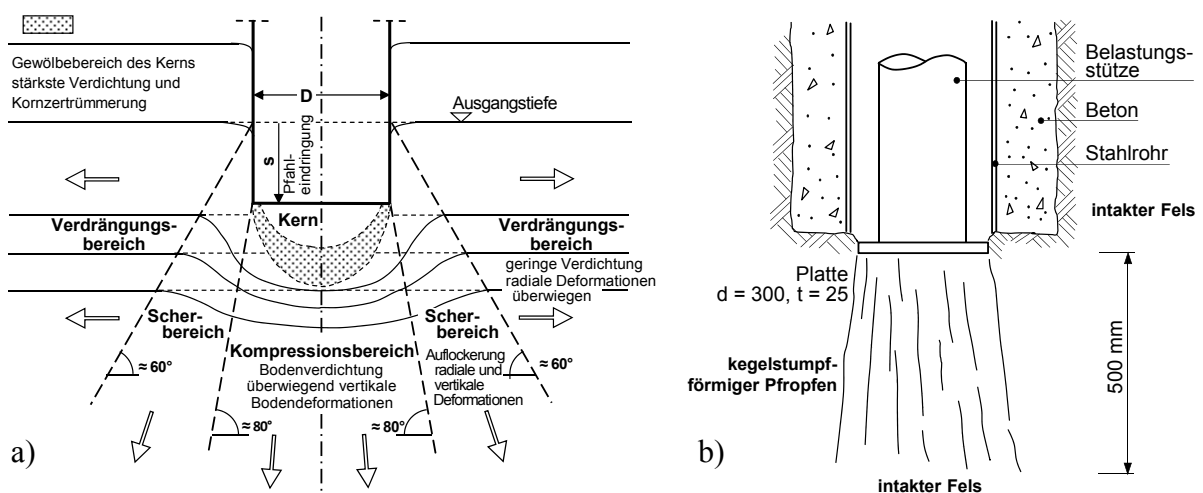 Gewölbebereich des Kerns
stärkste Verdichtung und
Kornzertrümmerung
D
Ausgangstiefe
s
Pfahl-
eindringung
Kern
Verdrängungs-
bereich
Verdrängungs-
bereich
geringe Verdichtung
radiale Deformationen
überwiegen
Scher-
bereich
Scher-
bereich
Kompressionsbereich
Bodenverdichtung
überwiegend vertikale
Bodendeformationen
Auflockerung
radiale und
vertikale
Deformationen
≈ 60°
≈ 60°
≈ 80°
≈ 80°
a)
Belastungs-
stütze
Beton
Stahlrohr
intakter Fels
Platte
d = 300, t = 25
kegelstumpf-
förmiger Pfropfen
500 mm
b)
intakter Fels